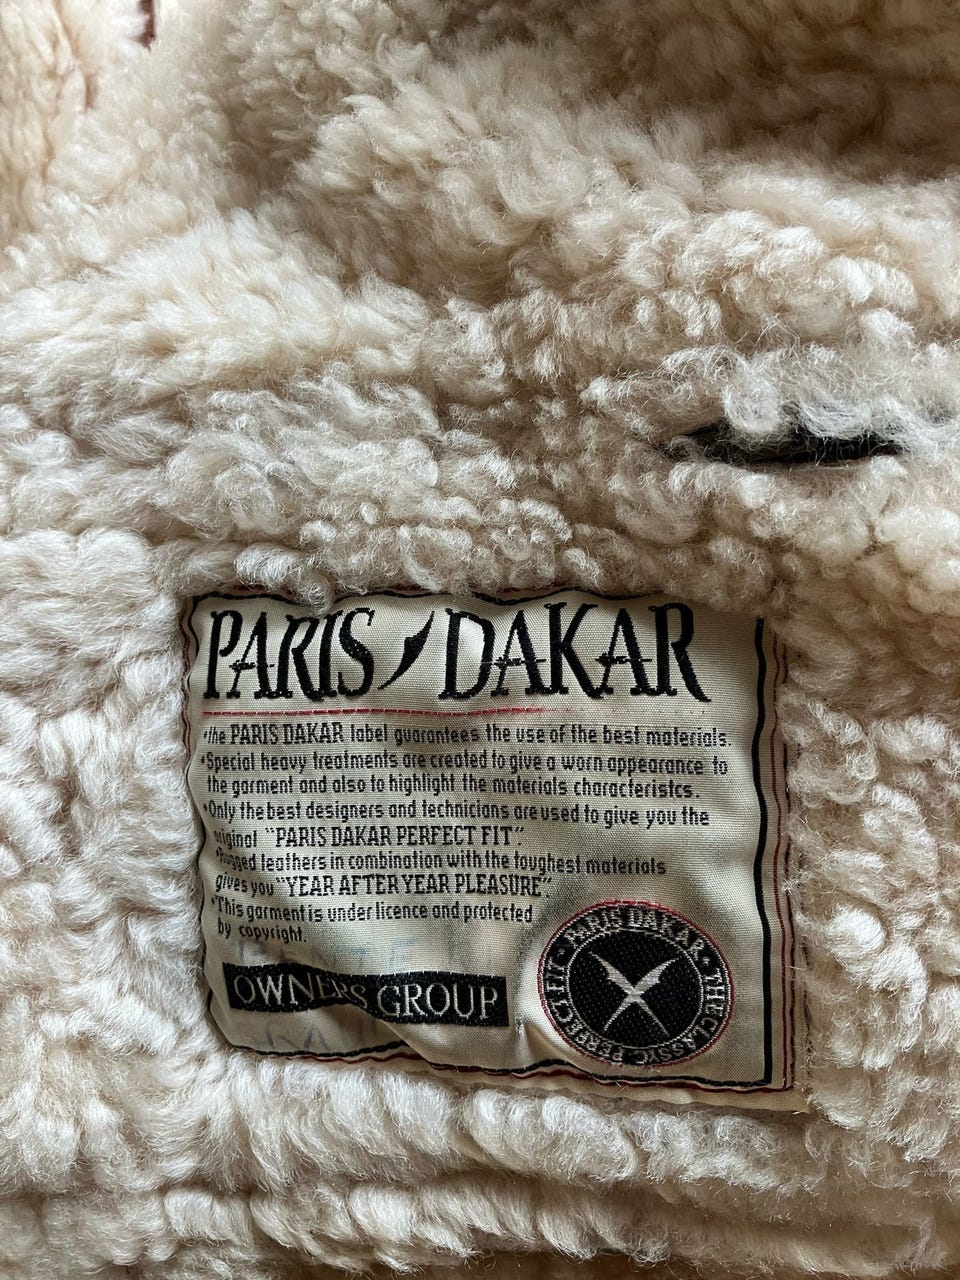 PARIS DAKAR
•the PARIS DAKAR label guarantees the use of the best materials.
•Special heavy treatments are created to give a worn appearance to
the garment and also to highlight the materials characteristcs.
•Only the best designers and technicians are used to give you the
original "PARIS DAKAR PERFECT FIT".
•Rugged leathers in combination with the toughest materials
gives you "YEAR AFTER YEAR PLEASURE".
•This garment is under licence and protected
by copyright.
OWNERS GROUP
PARIS DAKAR • THE CLASSYC PERFECT FIT •